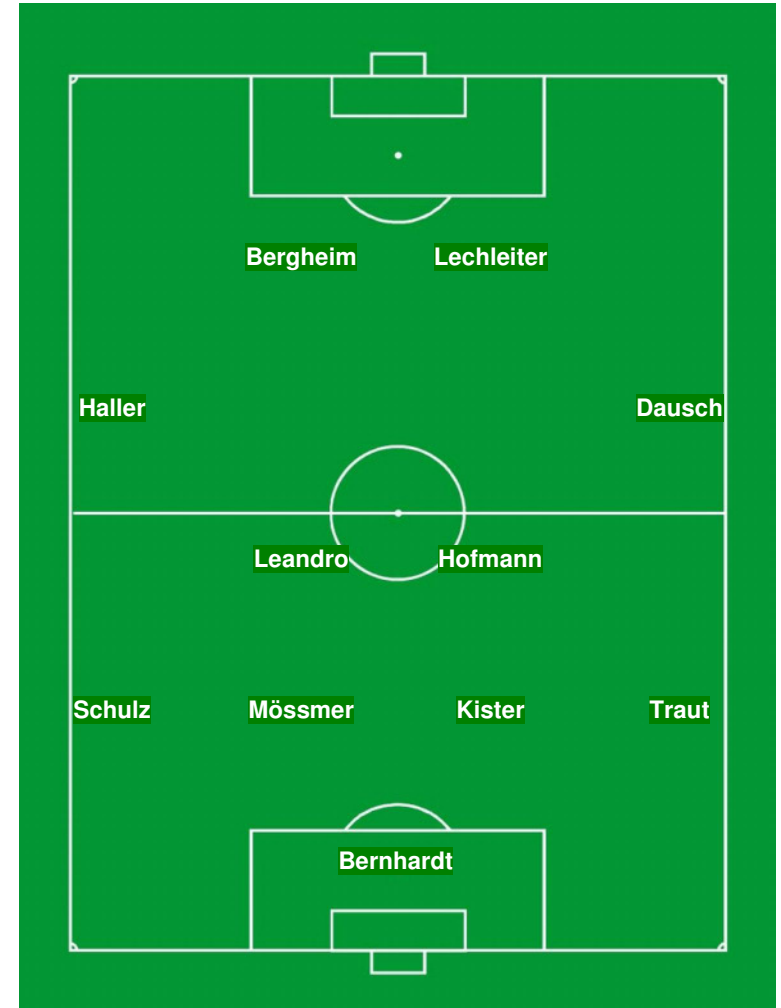 Bergheim Lechleiter
Haller Dausch
Leandro Hofmann
Schulz Mössmer Kister Traut
Bernhardt